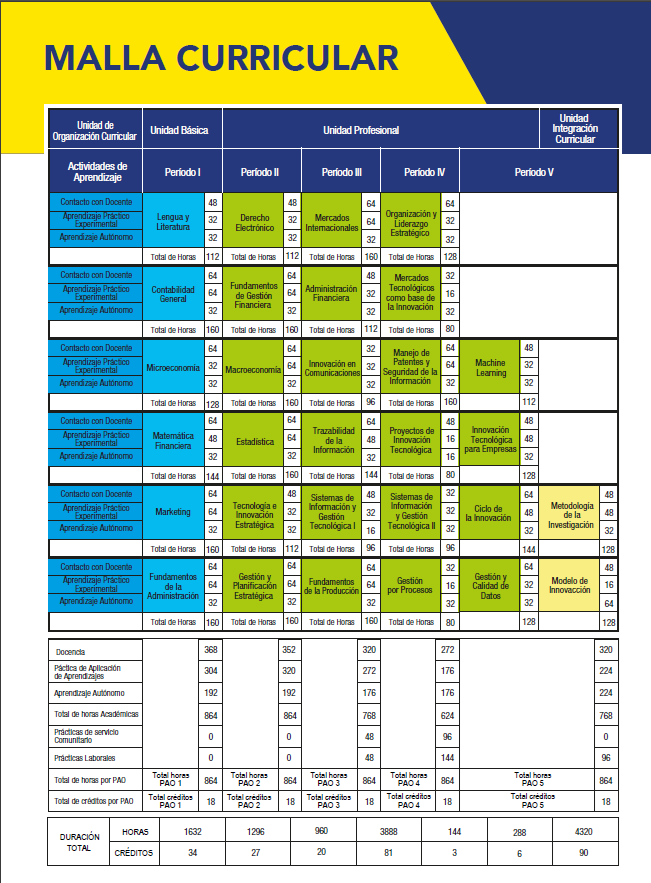 MALLA CURRICULAR
Unidad de Organización Curricular Unidad Básica Unidad Profesional Unidad Integración Curricular
Actividades de Aprendizaje Período I Período II Período III Período IV Período V
Contacto con Docente 48 48 64 64
Aprendizaje Práctico Experimental Lengua y Literatura 32 Derecho Electrónico 32 Mercados Internacionales 64 Organización y Liderazgo Estratégico 32
Aprendizaje Autónomo 32 32 32 32
Total de Horas 112 Total de Horas 112 Total de Horas 160 Total de Horas 128
Contacto con Docente 64 64 48 32
Aprendizaje Práctico Experimental Contabilidad General 64 Fundamentos de Gestión Financiera 64 Administración Financiera 32 Mercados Tecnológicos como base de la Innovación 16
Aprendizaje Autónomo 32 32 32 32
Total de Horas 160 Total de Horas 160 Total de Horas 112 Total de Horas 80
Contacto con Docente 64 64 32 64 48
Aprendizaje Práctico Experimental Microeconomía 32 Macroeconomía 64 Innovación en Comunicaciones 32 Manejo de Patentes y Seguridad de la Información 64 Machine Learning 32
Aprendizaje Autónomo 32 32 32 32 32
Total de Horas 128 Total de Horas 160 Total de Horas 96 Total de Horas 160 112
Contacto con Docente 64 64 64 48 48
Aprendizaje Práctico Experimental Matemática Financiera 48 Estadística 64 Trazabilidad de la Información 48 Proyectos de Innovación Tecnológica 16 Innovación Tecnológica para Empresas 48
Aprendizaje Autónomo 32 32 32 16 32
Total de Horas 144 Total de Horas 160 Total de Horas 144 Total de Horas 80 128
Contacto con Docente 64 48 48 32 64 48
Aprendizaje Práctico Experimental Marketing 64 Tecnología e Innovación Estratégica 32 Sistemas de Información y Gestión Tecnológica I 32 Sistemas de Información y Gestión Tecnológica II 32 Ciclo de la Innovación 48 Metodología de la Investigación 48
Aprendizaje Autónomo 32 32 16 32 32 32
Total de Horas 160 Total de Horas 112 Total de Horas 96 Total de Horas 96 144 128
Contacto con Docente 64 64 64 32 64 48
Aprendizaje Práctico Experimental Fundamentos de la Administración 64 Gestión y Planificación Estratégica 64 Fundamentos de la Producción 64 Gestión por Procesos 16 Gestión y Calidad de Datos 32 Modelo de Innovacción 16
Aprendizaje Autónomo 32 32 32 32 32 64
Total de Horas 160 Total de Horas 160 Total de Horas 160 Total de Horas 80 128 128
Docencia 368 352 320 272 320
Páctica de Aplicación de Aprendizajes 304 320 272 176 224
Aprendizaje Autónomo 192 192 176 176 224
Total de horas Académicas 864 864 768 624 768
Prácticas de servicio Comunitario 0 0 48 96 0
Prácticas Laborales 0 0 48 144 96
Total de horas por PAO Total horas PAO 1 864 Total horas PAO 2 864 Total horas PAO 3 864 Total horas PAO 4 864 Total horas PAO 5 864
Total de créditos por PAO Total créditos PAO 1 18 Total créditos PAO 2 18 Total créditos PAO 3 18 Total créditos PAO 4 18 Total créditos PAO 5 18
DURACIÓN TOTAL HORAS 1632 1296 960 3888 144 288 4320
CRÉDITOS 34 27 20 81 3 6 90